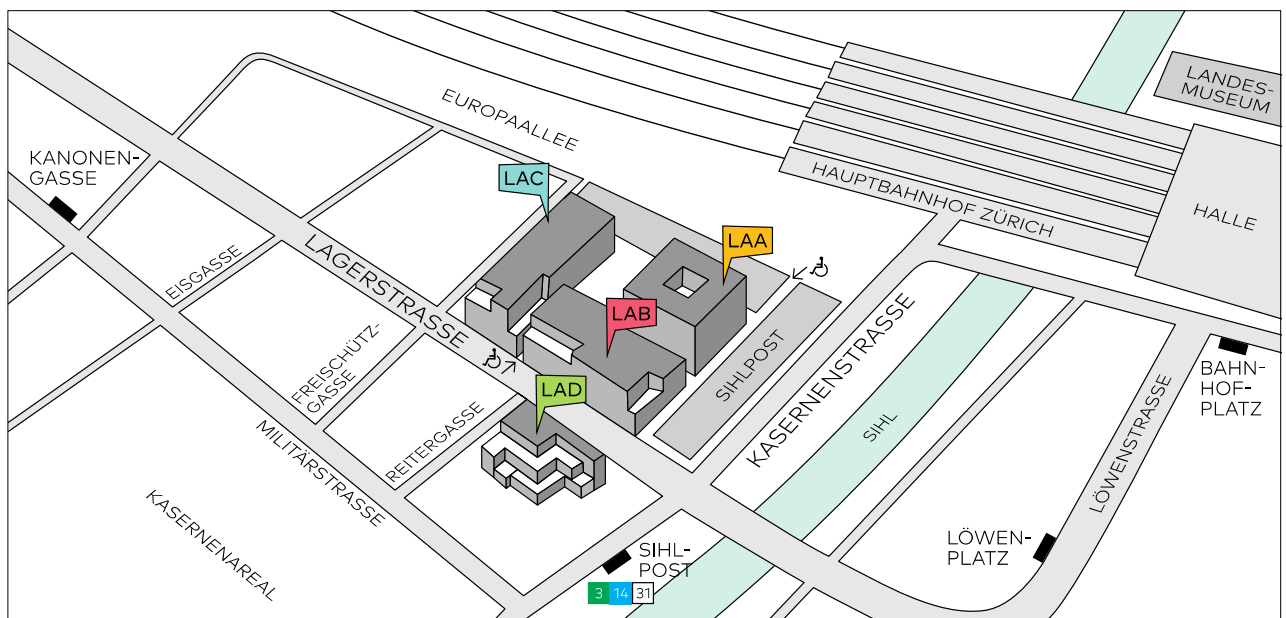 LANDES-
MUSEUM
EUROPAALLEE
KANONEN-
GASSE
LAC
HAUPTBAHNHOF ZÜRICH
HALLE
LAA
EISGASSE
LAGERSTRASSE
LAB
SIHLPOST
KASERNENSTRASSE
FREISCHÜTZ-
GASSE
LAD
BAHN-
HOF-
PLATZ
MILITÄRSTRASSE
REITERGASSE
SIHL
LÖWENSTRASSE
KASERNENAREAL
SIHL-
POST
3 14 31
LÖWEN-
PLATZ